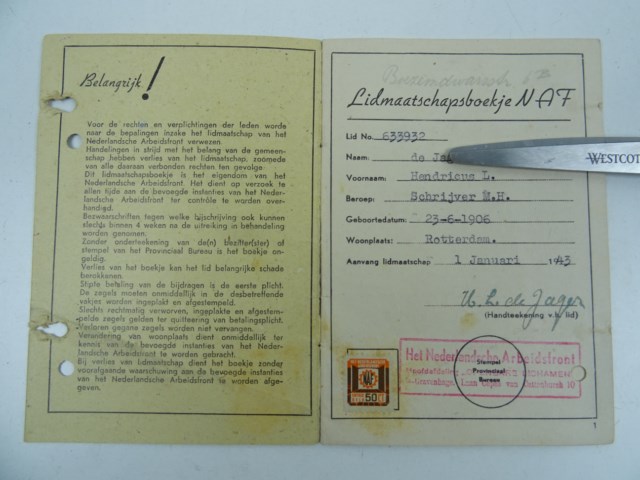 Belangrijk!
Voor de rechten en verplichtingen der leden worde
naar de bepalingen inzake het lidmaatschap van het
Nederlandsche Arbeidsfront verwezen.
Handelingen in strijd met het belang van de gemeen-
schap hebben verlies van het lidmaatschap, zoomede
van alle daaraan verbonden rechten ten gevolge.
Dit lidmaatschapsboekje is het eigendom van het
Nederlandsche Arbeidsfront. Het dient op verzoek te
allen tijde aan de bevoegde instanties van het Neder-
landsche Arbeidsfront ter contrôle te worden over-
handigd.
Bezwaarschriften tegen welke wijschrijving ook kunnen
slechts binnen 4 weken na de uitreiking in behandeling
worden genomen.
Zonder onderteekening van de(n) bezitter(ster) of
stempel van het Provinciaal Bureau is het boekje on-
geldig.
Verlies van het boekje kan het lid belangrijke schade
berokkenen.
Stipte betaling van de bijdragen is de eerste plicht.
De zegels moeten onmiddellijk in de desbetreffende
vakjes worden ingeplakt en afgestempeld.
Slechts rechtmatig verworven, ingeplakte en afgestem-
pelde zegels gelden ter quiteering van betalingsplicht.
Verloren gegane zegels worden niet vervangen.
Verandering van woonplaats dient onmiddellijk ter
kennis van de bevoegde instanties van het Neder-
landsche Arbeidsfront te worden gebracht.
Bij verlies van lidmaatschap dient het boekje zonder
voorafgaande waarschuwing aan de bevoegde instanties
van het Nederlandsche Arbeidsfront te worden afge-
geven.
Lidmaatschapsboekje N A F
Lid No. 633932
Naam: de Ja
Voornaam: Hendricus L.
Beroep: Schrijver M.H.
Geboortedatum: 23-6-1906
Woonplaats: Rotterdam.
Aanvang lidmaatschap 1 Januari 1943
H. L. de Jager
(Handteekening v.h. lid)
Het Nederlandsche Arbeidsfront
Stempel
Provinciaal
Bureau
50
1
WESTCOT